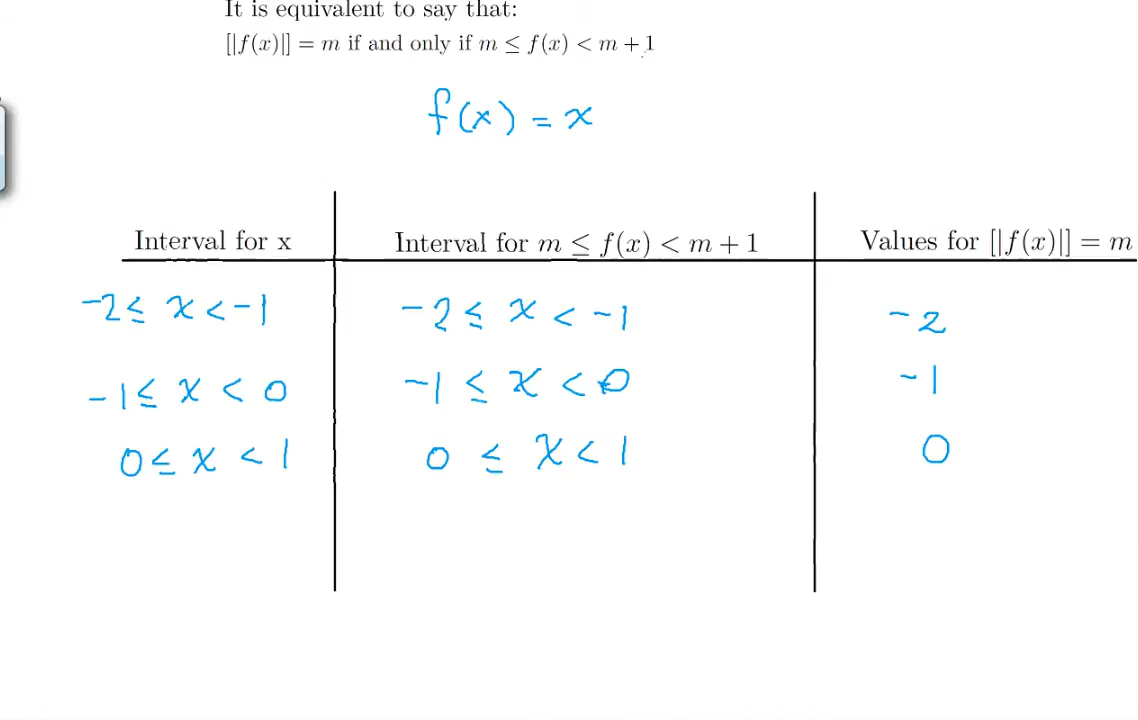 It is equivalent to say that:
[|f(x)|] = m if and only if m ≤ f(x) < m + 1
f(x) = x
Interval for x Interval for m ≤ f(x) < m + 1 Values for [|f(x)|] = m
-2 ≤ x < -1 -2 ≤ x < -1 -2
-1 ≤ x < 0 -1 ≤ x < 0 -1
0 ≤ x < 1 0 ≤ x < 1 0